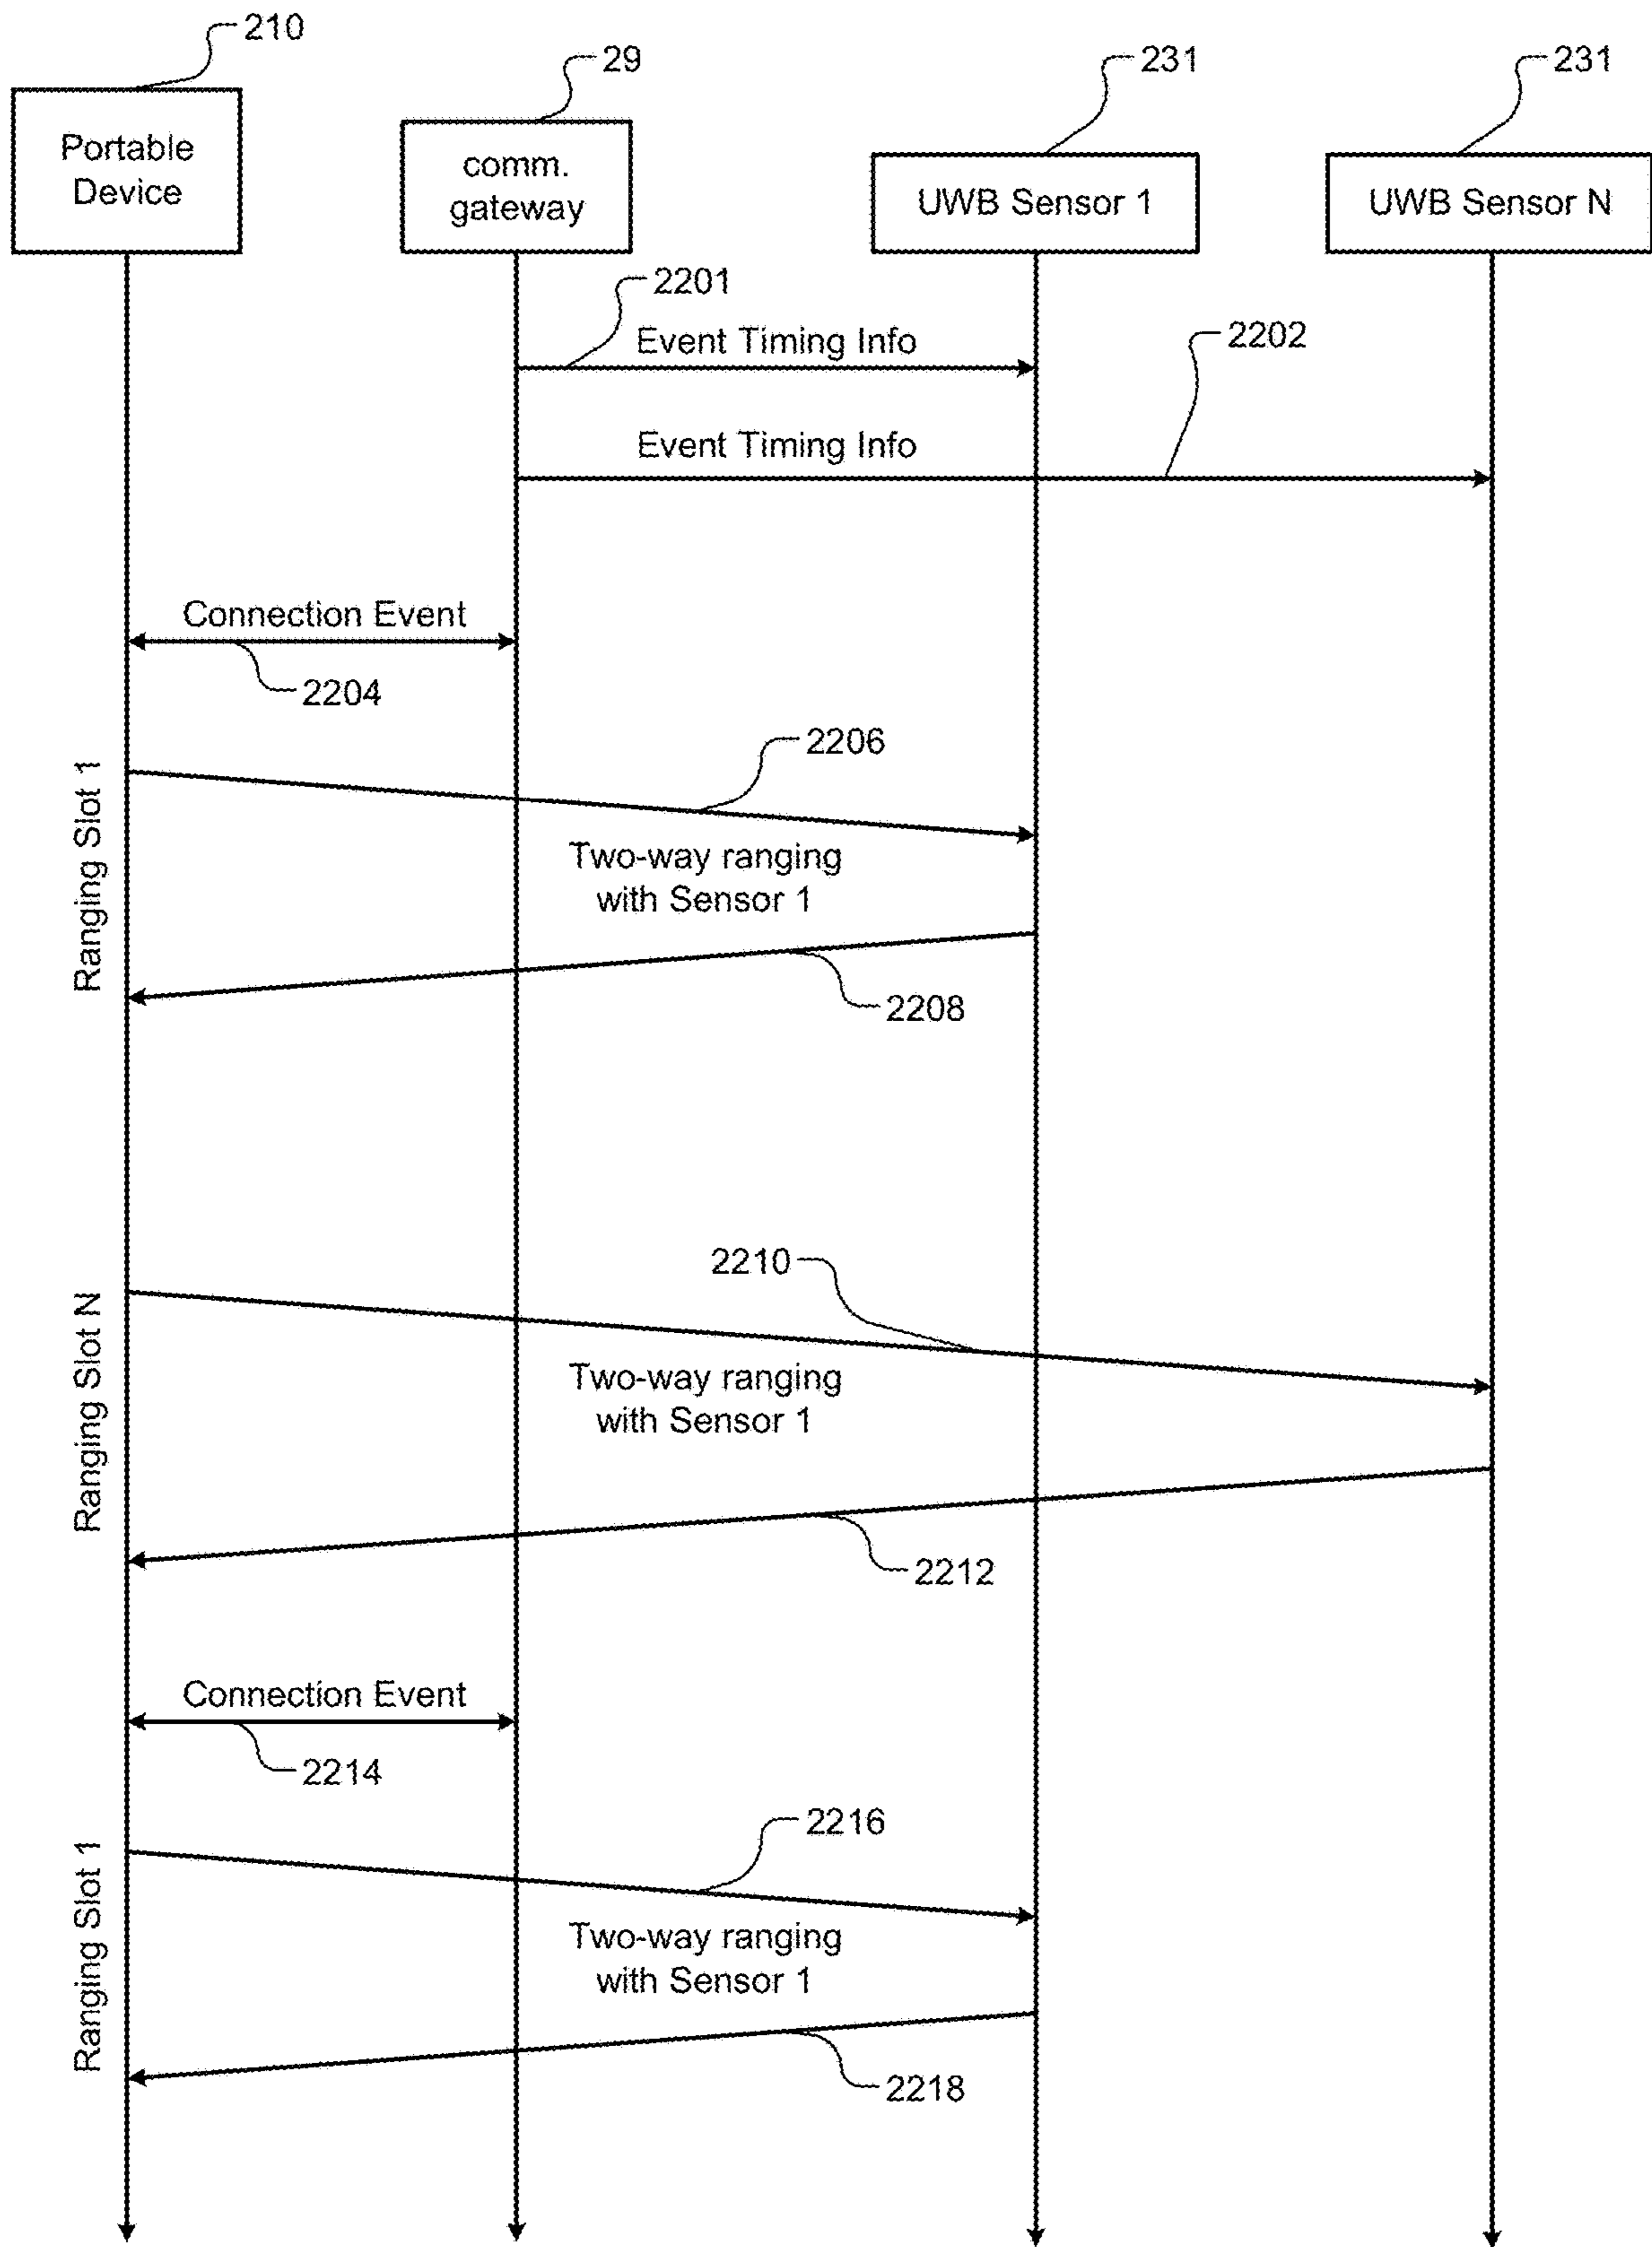 210
29
231
231
Portable
Device
comm.
gateway
UWB Sensor 1
UWB Sensor N
2201
Event Timing Info
2202
Event Timing Info
Connection Event
2204
Ranging Slot 1
2206
Two-way ranging
with Sensor 1
2208
Ranging Slot N
2210
Two-way ranging
with Sensor 1
2212
Connection Event
2214
Ranging Slot 1
2216
Two-way ranging
with Sensor 1
2218